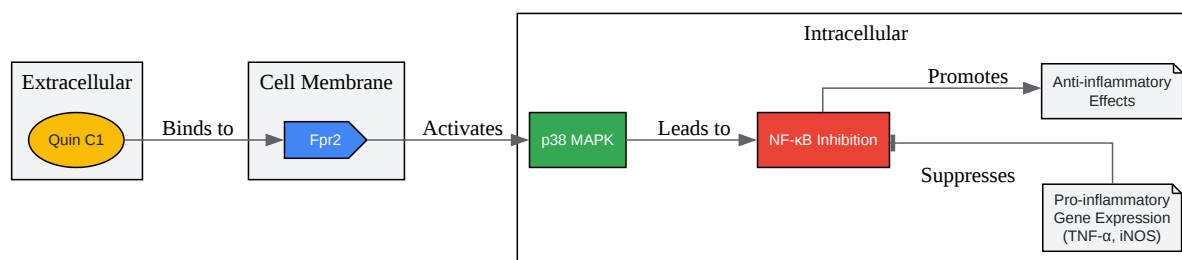 Extracellular
Quin C1
Binds to
Cell Membrane
Fpr2
Activates
Intracellular
p38 MAPK
Leads to
NF-κB Inhibition
Promotes
Anti-inflammatory
Effects
Suppresses
Pro-inflammatory
Gene Expression
(TNF-α, iNOS)